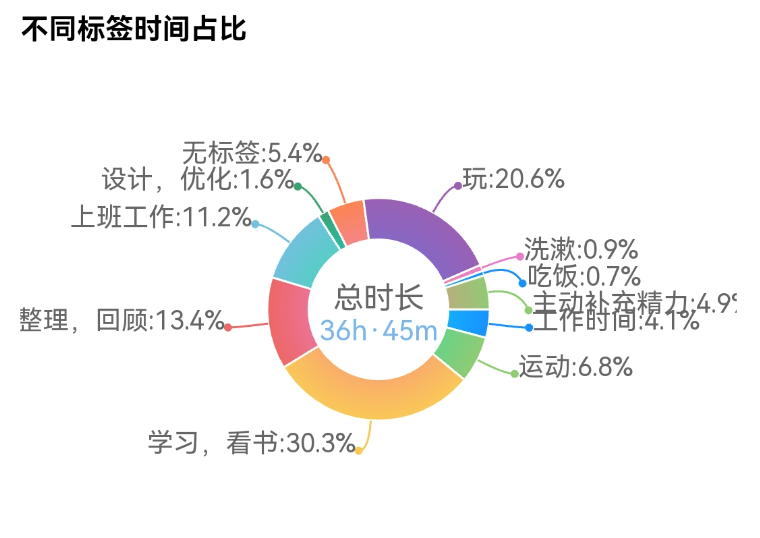 不同标签时间占比
无标签:5.4%
设计，优化:1.6%
上班工作:11.2%
整理，回顾:13.4%
学习，看书:30.3%
玩:20.6%
洗漱:0.9%
吃饭:0.7%
主动补充精力:4.9%
工作时间:4.1%
运动:6.8%
总时长
36h·45m